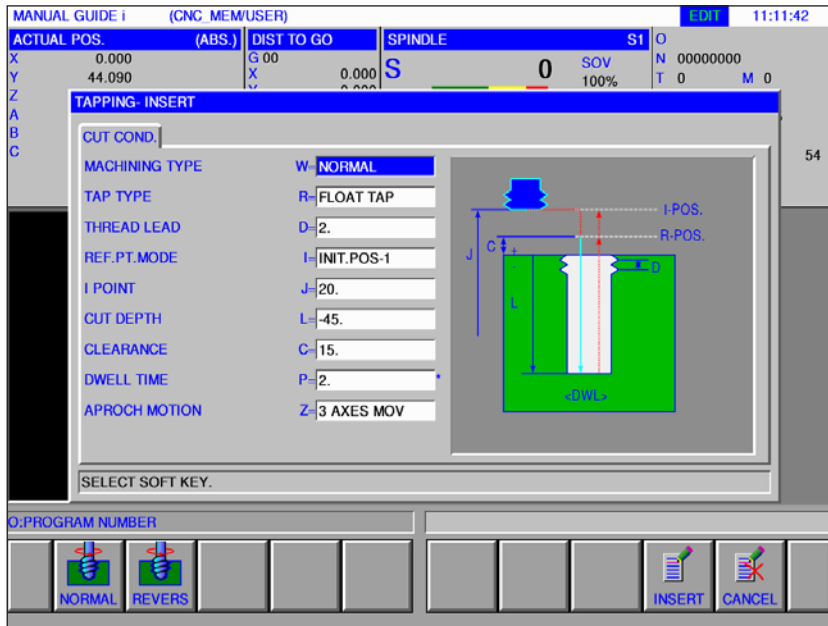 MANUAL GUIDE i (CNC_MEM/USER) EDIT 11:11:42
ACTUAL POS. (ABS.) DIST TO GO SPINDLE S1 O
X 0.000 G 00 S 0 SOV N 00000000
Y 44.090 X 0.000 100% T 0 M 0
Z
A
B
C 54
TAPPING- INSERT
CUT COND.
MACHINING TYPE W= NORMAL
TAP TYPE R= FLOAT TAP
THREAD LEAD D= 2.
REF.PT.MODE I= INIT.POS-1
I POINT J= 20.
CUT DEPTH L= -45.
CLEARANCE C= 15.
DWELL TIME P= 2. *
APROCH MOTION Z= 3 AXES MOV
I-POS.
R-POS.
J C + -
D
L
<DWL>
SELECT SOFT KEY.
O:PROGRAM NUMBER
NORMAL REVERS INSERT CANCEL